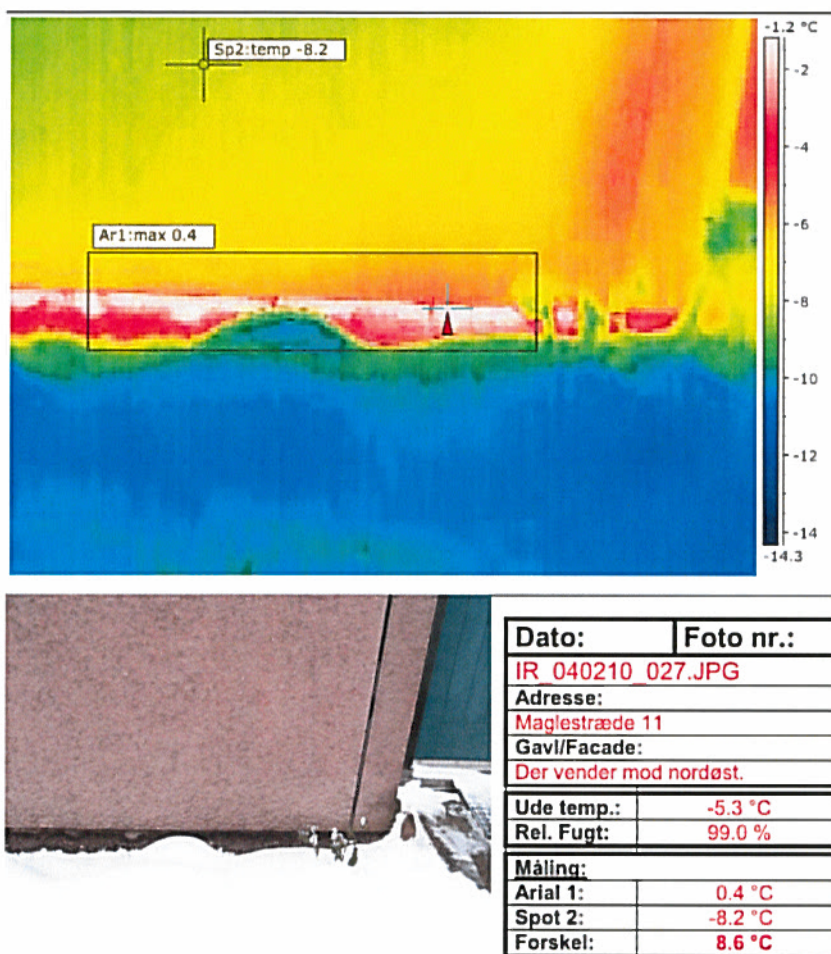 -1.2 °C
Sp2:temp -8.2
-2
-4
Ar1:max 0.4
-6
-8
-10
-12
-14
-14.3
Dato: Foto nr.:
IR_040210_027.JPG
Adresse:
Maglestræde 11
Gavl/Facade:
Der vender mod nordøst.
Ude temp.: -5.3 °C
Rel. Fugt: 99.0 %
Måling:
Arial 1: 0.4 °C
Spot 2: -8.2 °C
Forskel: 8.6 °C